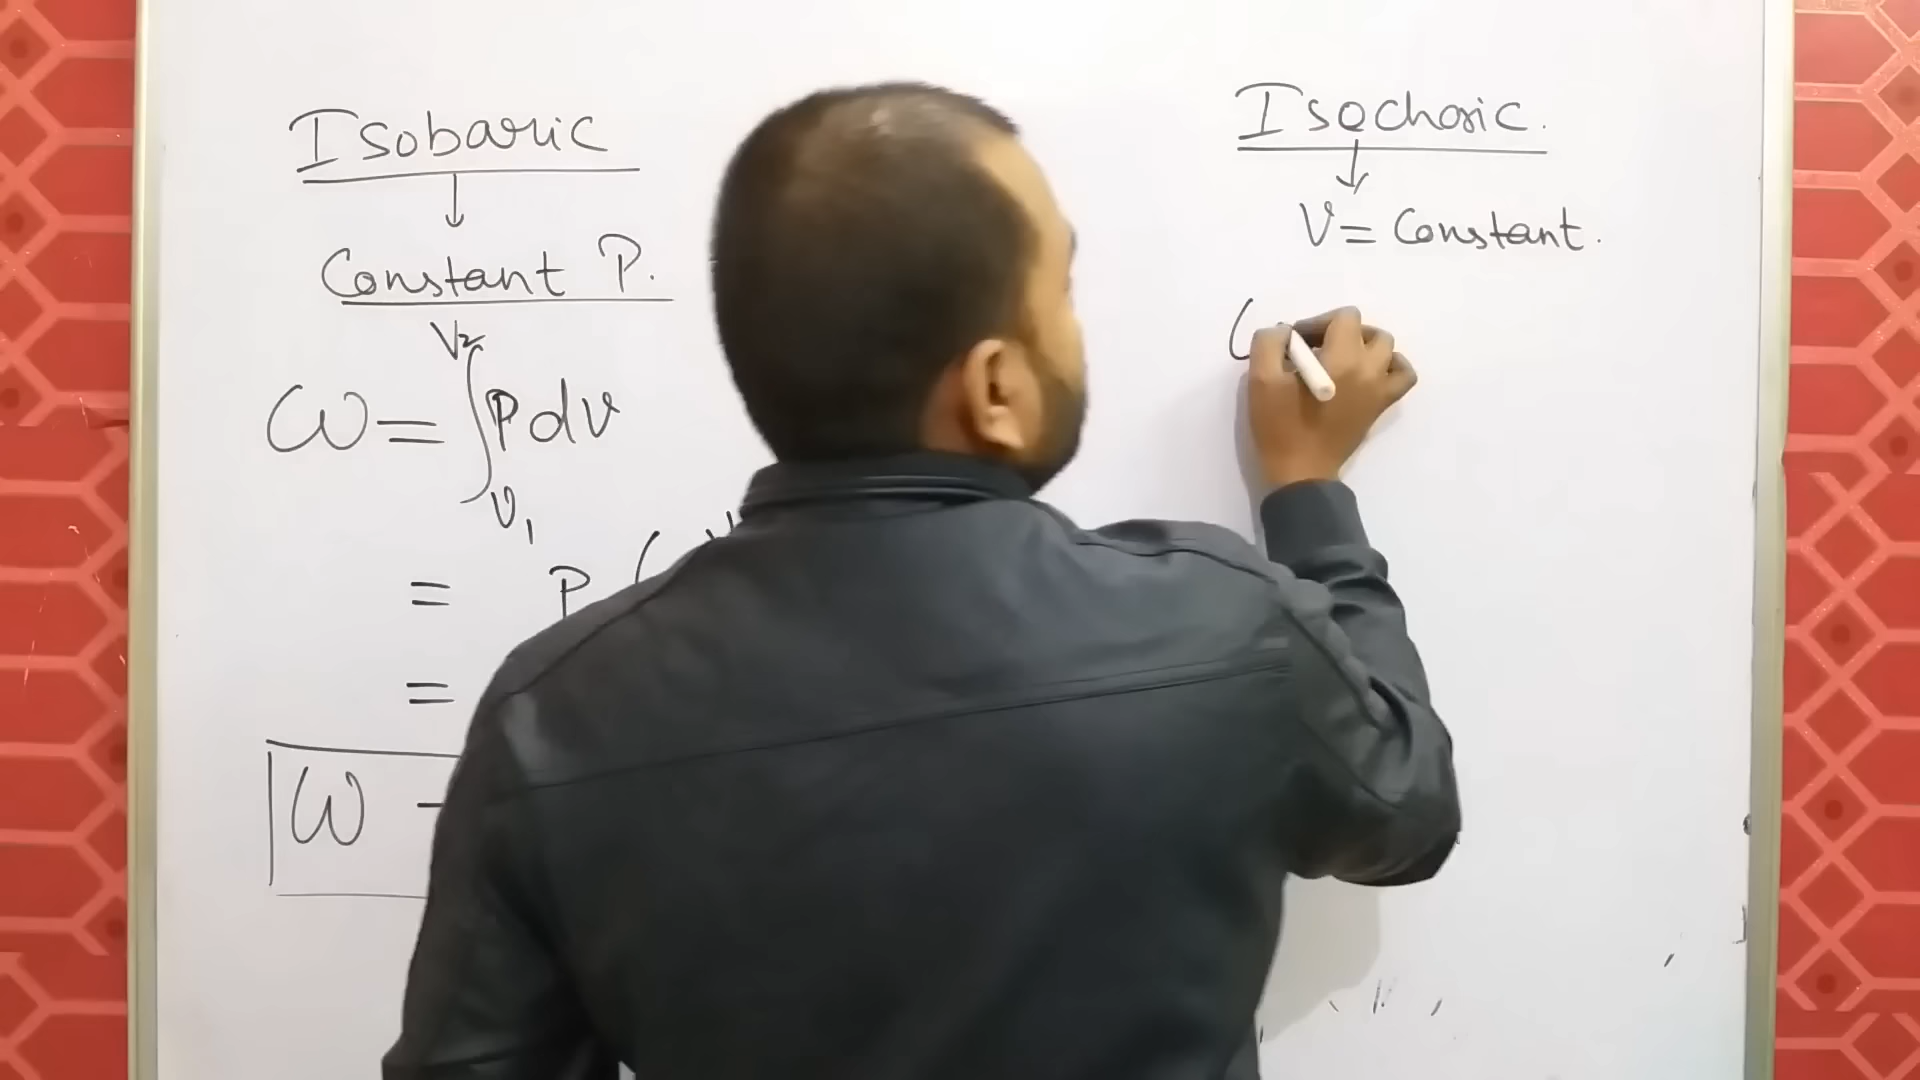 Isobaric
Constant P.
ω = ∫ P dv
V2
V1
= P (
=
W
Isochoric.
V = Constant.